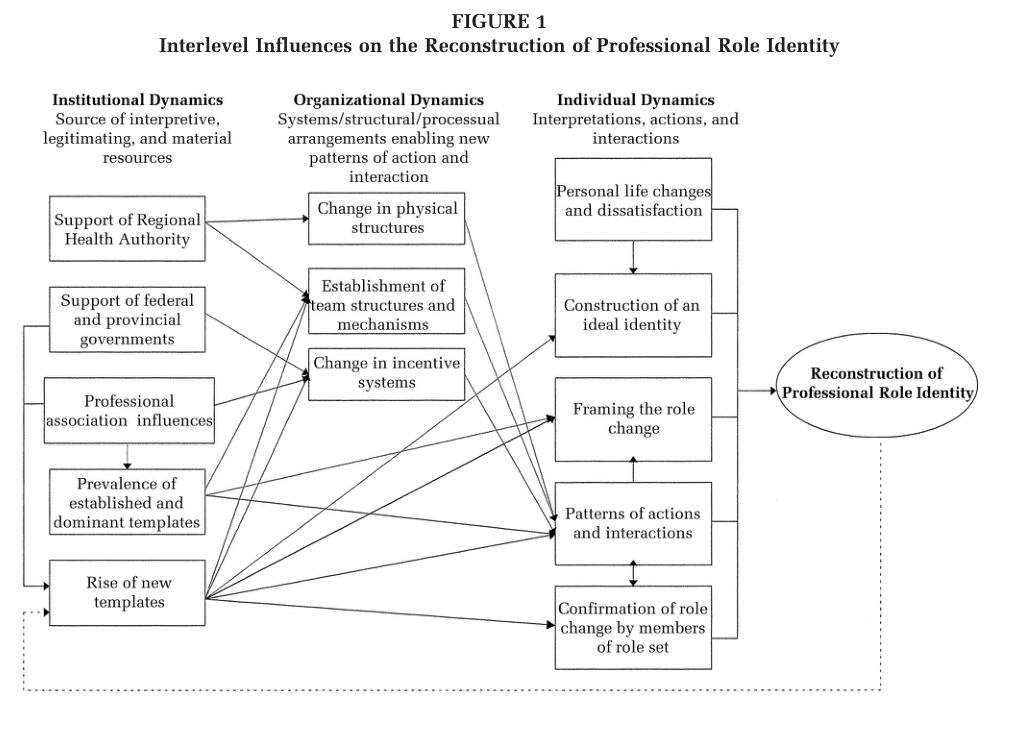 FIGURE 1
Interlevel Influences on the Reconstruction of Professional Role Identity
Institutional Dynamics
Source of interpretive,
legitimating, and material
resources
Organizational Dynamics
Systems/structural/processual
arrangements enabling new
patterns of action and
interaction
Individual Dynamics
Interpretations, actions, and
interactions
Support of Regional
Health Authority
Support of federal
and provincial
governments
Professional
association influences
Prevalence of
established and
dominant templates
Rise of new
templates
Change in physical
structures
Establishment of
team structures and
mechanisms
Change in incentive
systems
Personal life changes
and dissatisfaction
Construction of an
ideal identity
Framing the role
change
Patterns of actions
and interactions
Confirmation of role
change by members
of role set
Reconstruction of
Professional Role Identity